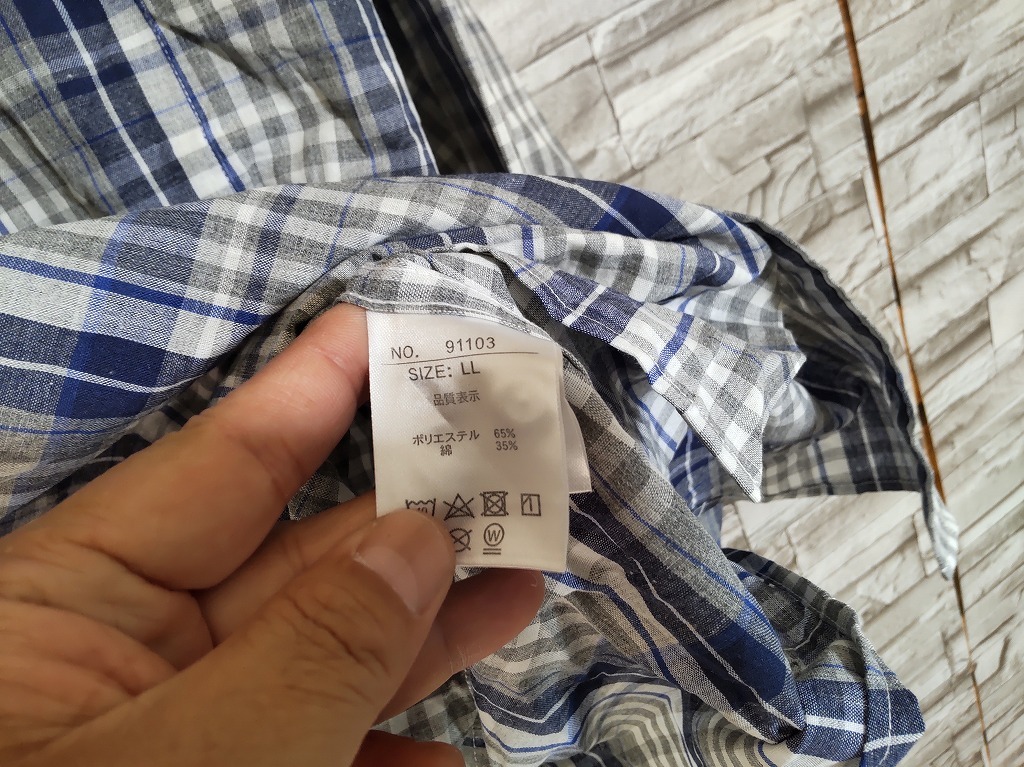 NO. 91103
SIZE: LL
品質表示
ポリエステル 65%
綿 35%
W